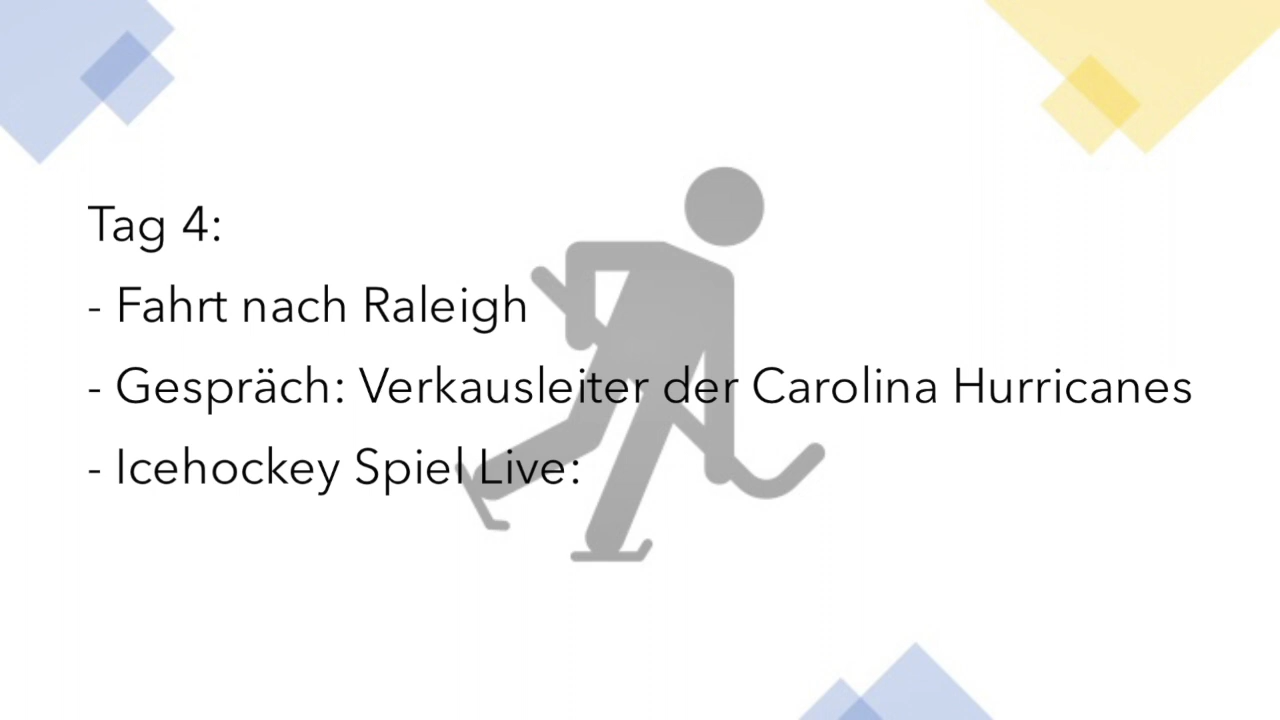 Tag 4:
- Fahrt nach Raleigh
- Gespräch: Verkausleiter der Carolina Hurricanes
- Icehockey Spiel Live: